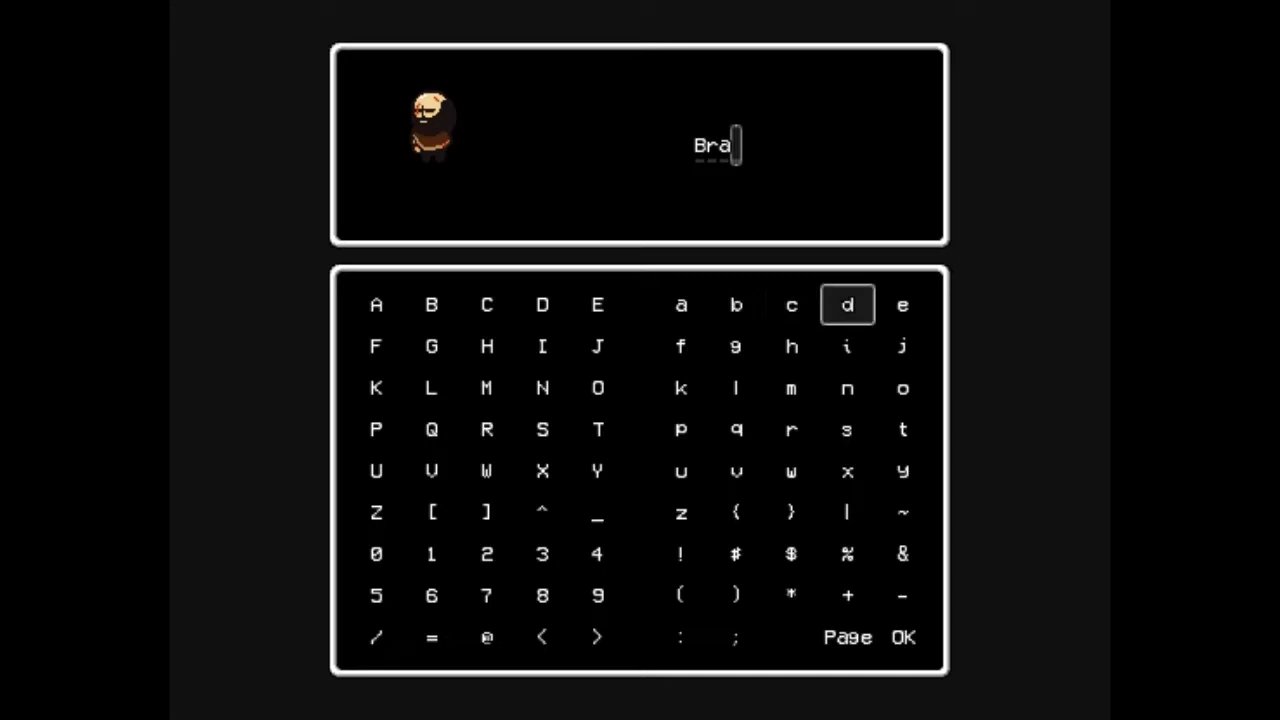 Bra
A B C D E a b c d e
F G H I J f g h i j
K L M N O k l m n o
P Q R S T p q r s t
U V W X Y u v w x y
Z [ ] ^ _ z { } | ~
0 1 2 3 4 ! # $ % &
5 6 7 8 9 ( ) * + -
/ = @ < > : ; Page OK